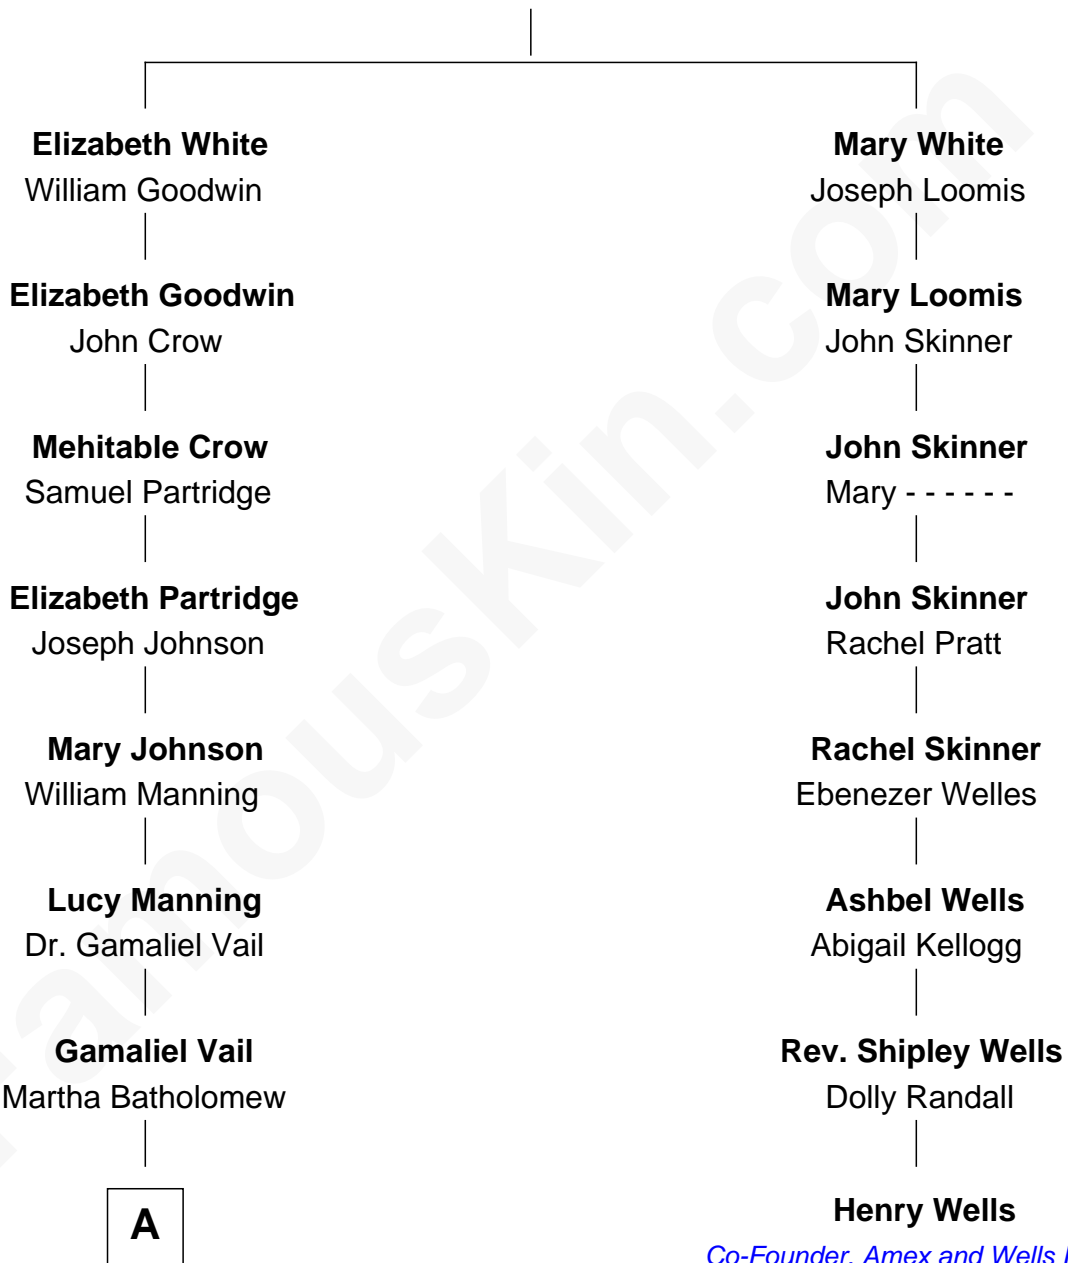 Elizabeth White
William Goodwin
Elizabeth Goodwin
John Crow
Mehitable Crow
Samuel Partridge
Elizabeth Partridge
Joseph Johnson
Mary Johnson
William Manning
Lucy Manning
Dr. Gamaliel Vail
Gamaliel Vail
Martha Batholomew
A
Mary White
Joseph Loomis
Mary Loomis
John Skinner
John Skinner
Mary - - - - - -
John Skinner
Rachel Pratt
Rachel Skinner
Ebenezer Welles
Ashbel Wells
Abigail Kellogg
Rev. Shipley Wells
Dolly Randall
Henry Wells
Co-Founder, Amex and Wells
FamousKin.com